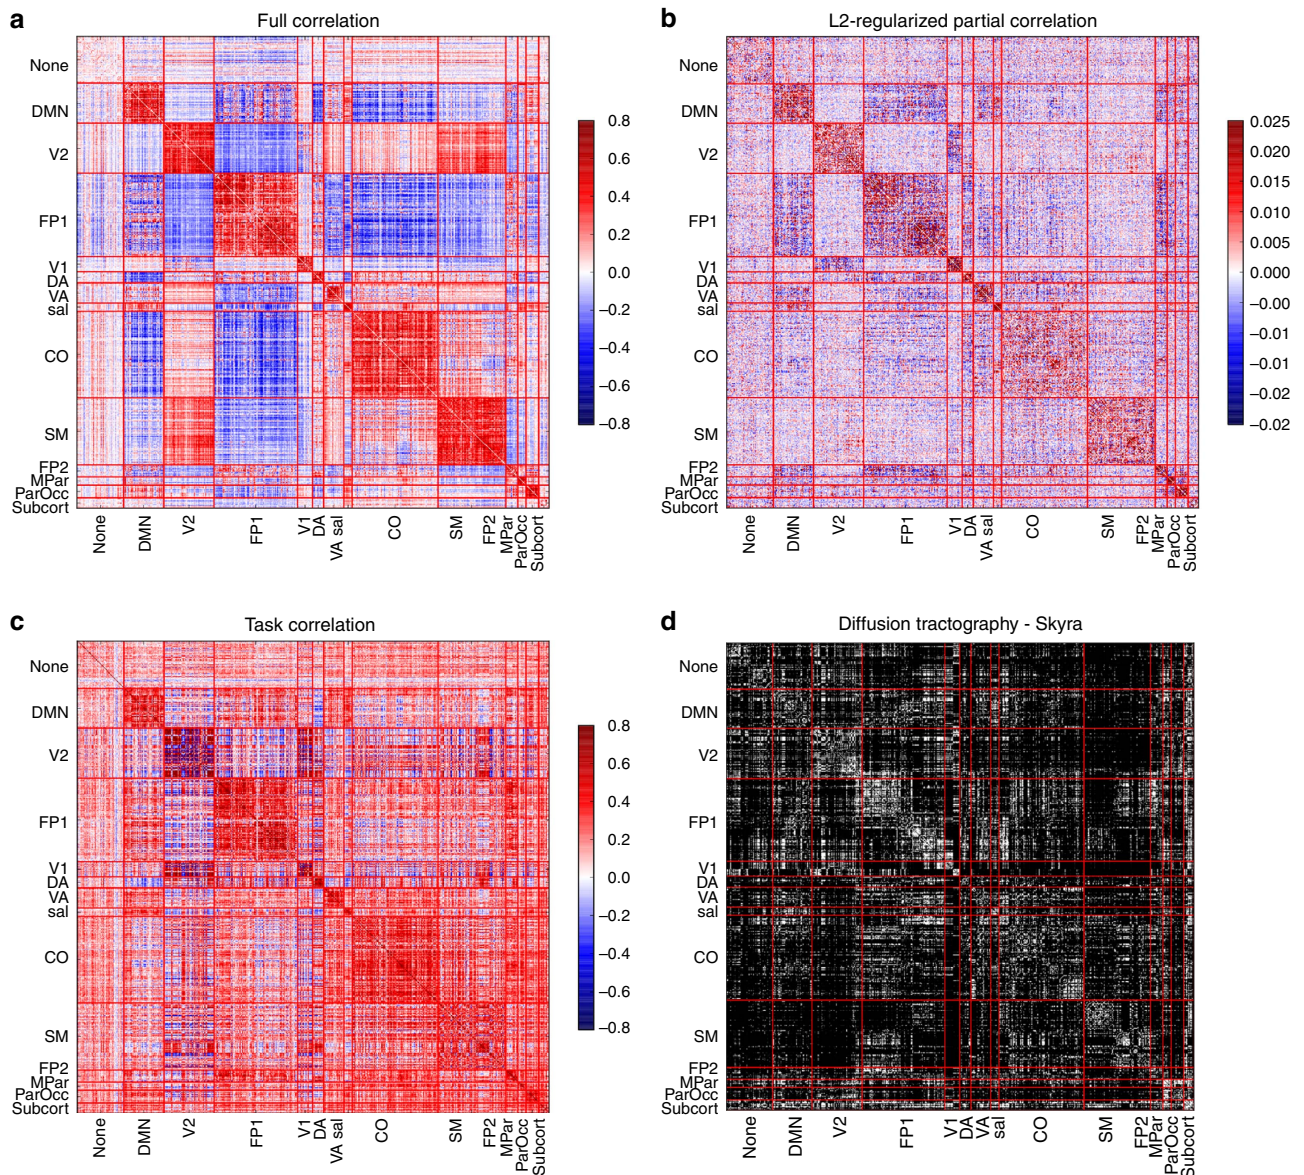 a
Full correlation
None
DMN
V2
FP1
V1
DA
VA
sal
CO
SM
FP2
MPar
ParOcc
Subcort
None
DMN
V2
FP1
V1
DA
VA sal
CO
SM
FP2
MPar
ParOcc
Subcort
0.8
0.6
0.4
0.2
0.0
−0.2
−0.4
−0.6
−0.8
b
L2-regularized partial correlation
None
DMN
V2
FP1
V1
DA
VA
sal
CO
SM
FP2
MPar
ParOcc
Subcort
None
DMN
V2
FP1
V1
DA
VA sal
CO
SM
FP2
MPar
ParOcc
Subcort
0.025
0.020
0.015
0.010
0.005
0.000
−0.00
−0.01
−0.01
−0.02
−0.02
c
Task correlation
None
DMN
V2
FP1
V1
DA
VA
sal
CO
SM
FP2
MPar
ParOcc
Subcort
None
DMN
V2
FP1
V1
DA
VA sal
CO
SM
FP2
MPar
ParOcc
Subcort
0.8
0.6
0.4
0.2
0.0
−0.2
−0.4
−0.6
−0.8
d
Diffusion tractography - Skyra
None
DMN
V2
FP1
V1
DA
VA
sal
CO
SM
FP2
MPar
ParOcc
Subcort
None
DMN
V2
FP1
V1
DA
VA
sal
CO
SM
FP2
MPar
ParOcc
Subcort